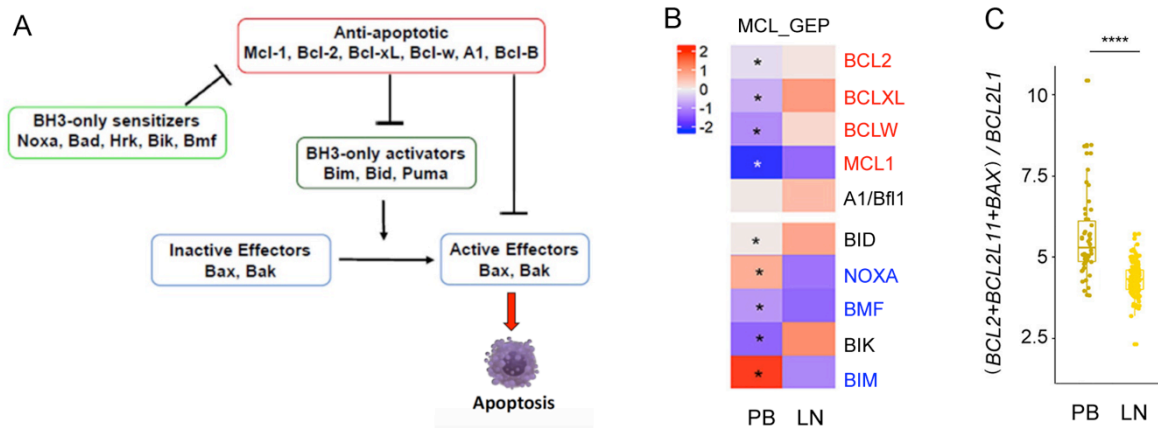 A
Anti-apoptotic
Mcl-1, Bcl-2, Bcl-xL, Bcl-w, A1, Bcl-B
BH3-only sensitizers
Noxa, Bad, Hrk, Bik, Bmf
BH3-only activators
Bim, Bid, Puma
Inactive Effectors
Bax, Bak
Active Effectors
Bax, Bak
Apoptosis
B
MCL_GEP
2
1
0
-1
-2
* BCL2
* BCLXL
* BCLW
* MCL1
A1/Bfl1
* BID
* NOXA
* BMF
* BIK
* BIM
PB LN
C
****
(BCL2+BCL2L11+BAX) / BCL2L1
10
7.5
5
2.5
PB LN